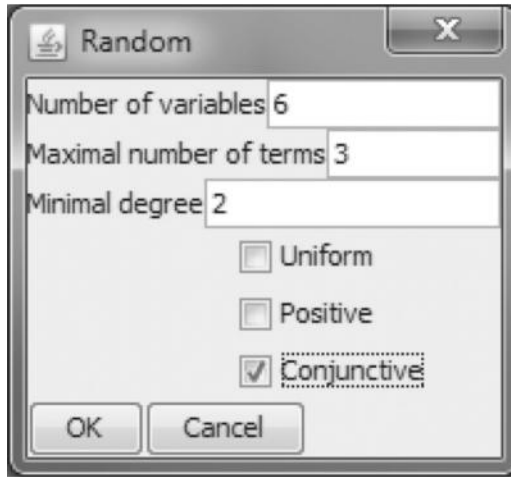 Random
Number of variables 6
Maximal number of terms 3
Minimal degree 2
Uniform
Positive
Conjunctive
OK Cancel